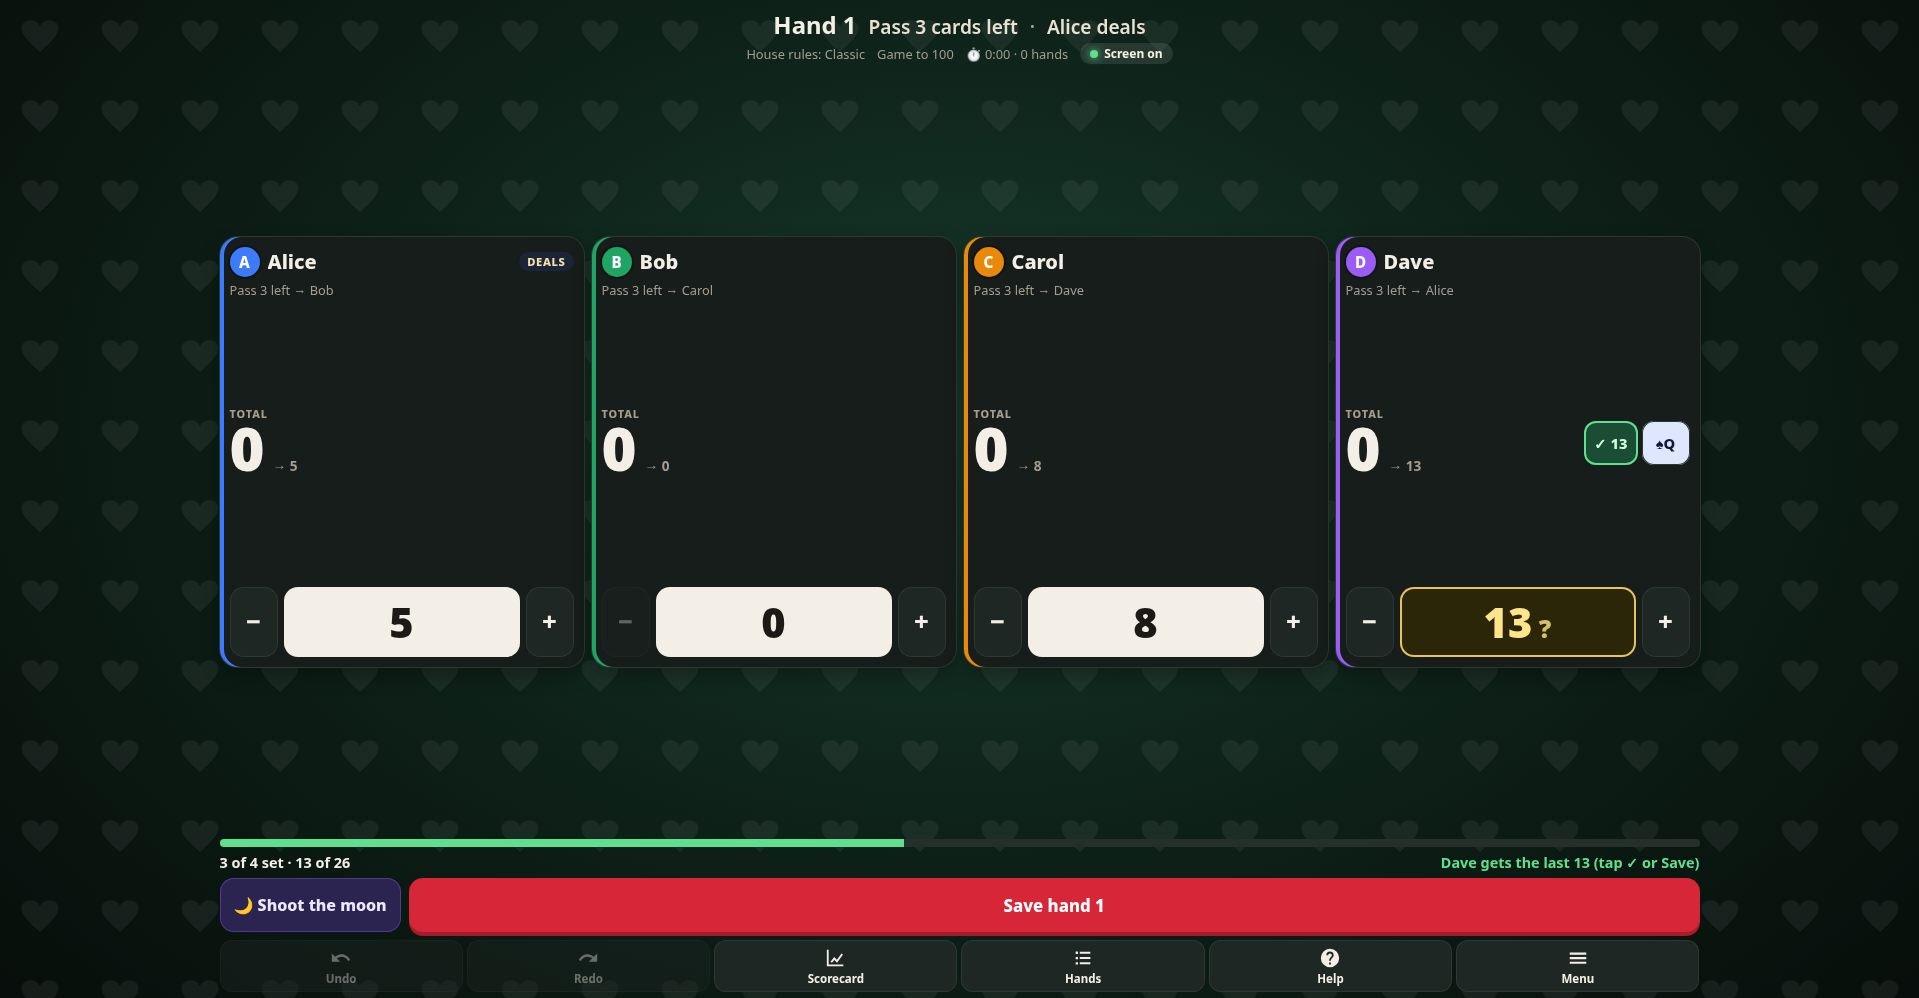 Hand 1 Pass 3 cards left · Alice deals
House rules: Classic Game to 100 ⏱ 0:00 · 0 hands Screen on
A Alice DEALS
Pass 3 left → Bob
TOTAL
0 → 5
− 5 +
B Bob
Pass 3 left → Carol
TOTAL
0 → 0
− 0 +
C Carol
Pass 3 left → Dave
TOTAL
0 → 8
− 8 +
D Dave
Pass 3 left → Alice
TOTAL
0 → 13 ✓ 13 ♠Q
− 13 ? +
3 of 4 set · 13 of 26 Dave gets the last 13 (tap ✓ or Save)
🌙 Shoot the moon Save hand 1
Undo Redo Scorecard Hands Help Menu